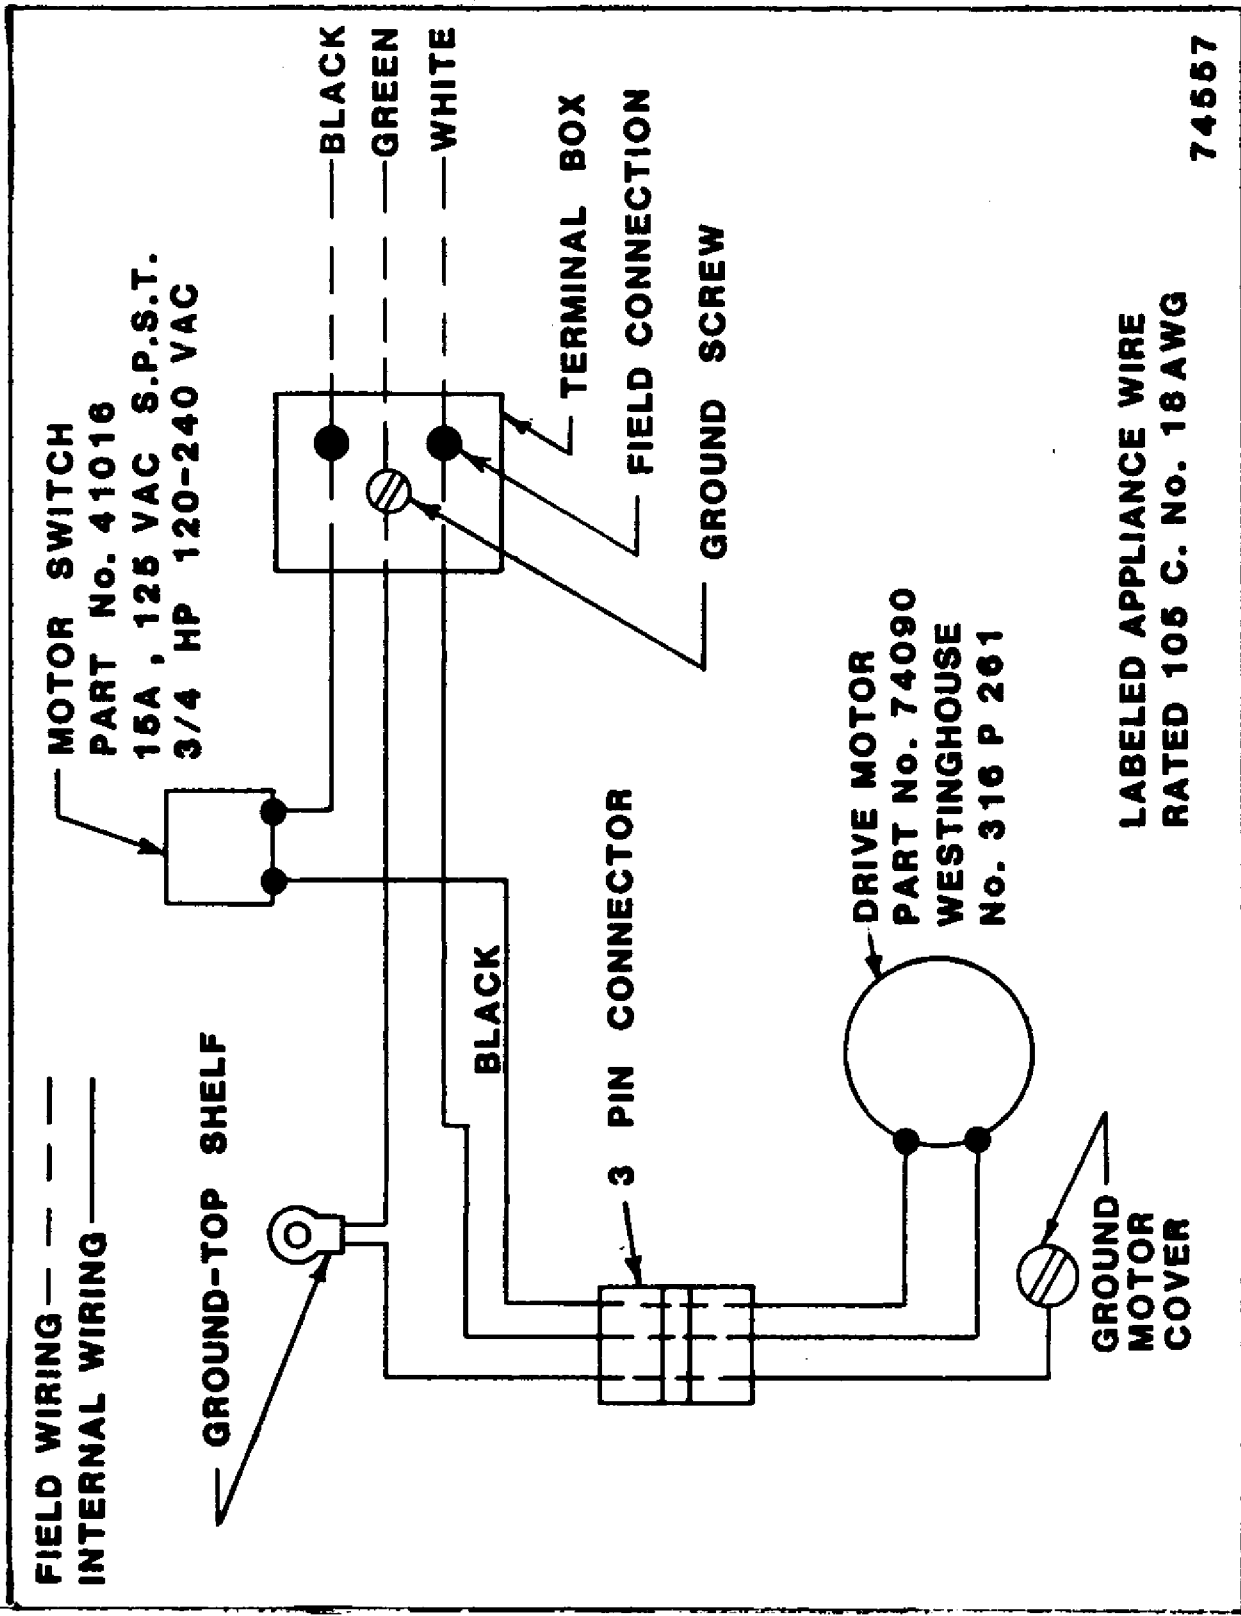 FIELD WIRING
INTERNAL WIRING
GROUND-TOP SHELF
MOTOR SWITCH
PART No. 41016
15A, 125 VAC S.P.S.T.
3/4 HP 120-240 VAC
BLACK
GREEN
WHITE
TERMINAL BOX
FIELD CONNECTION
GROUND SCREW
BLACK
3 PIN CONNECTOR
DRIVE MOTOR
PART No. 74090
WESTINGHOUSE
No. 316 P 261
GROUND
MOTOR
COVER
LABELED APPLIANCE WIRE
RATED 105 C. No. 18AWG
74557